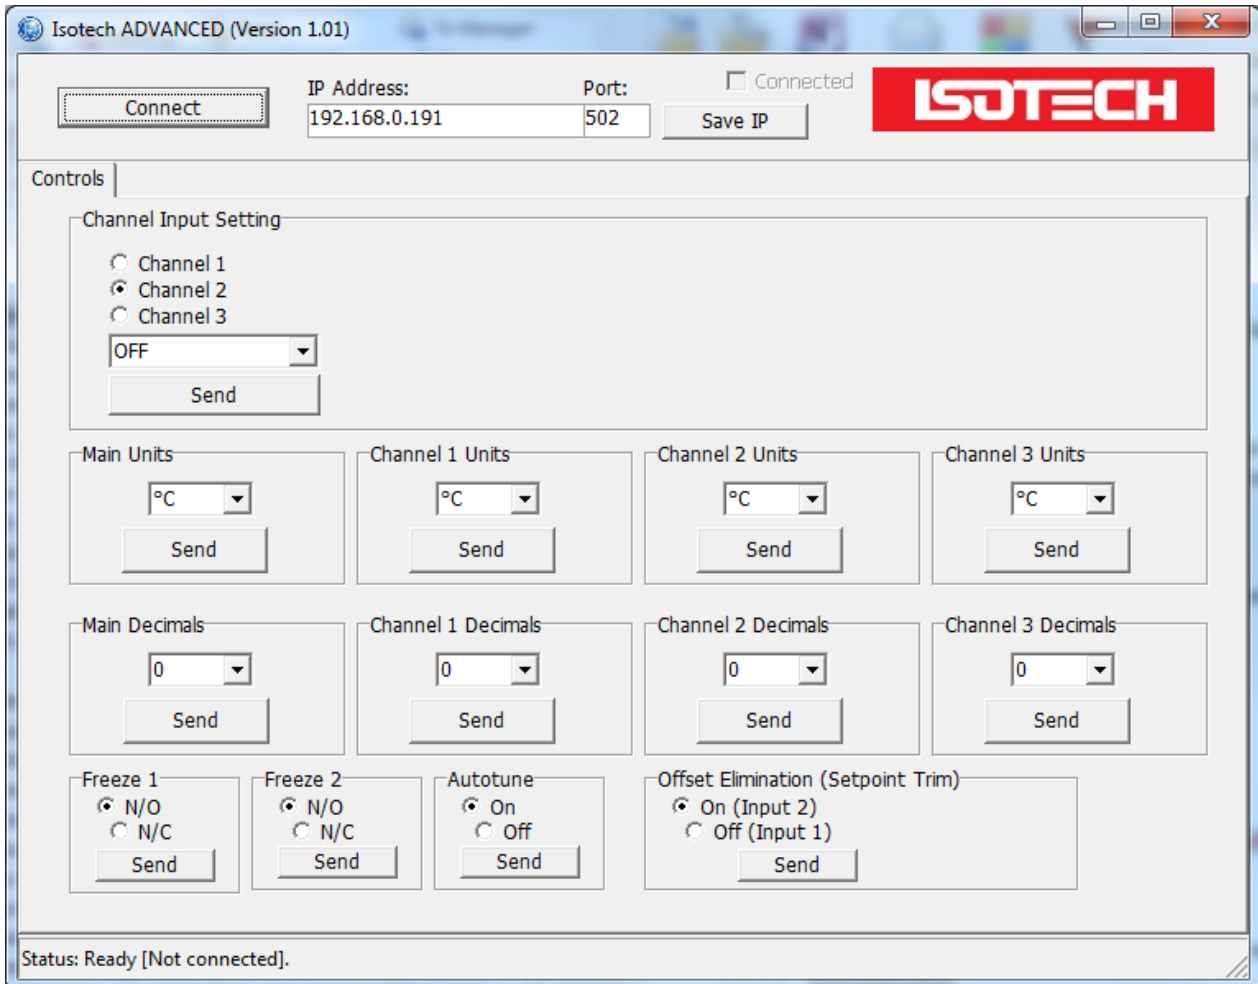 Isotech ADVANCED (Version 1.01)
Connect
IP Address:
192.168.0.191
Port:
502
Connected
Save IP
ISOTECH
Controls
Channel Input Setting
Channel 1
Channel 2
Channel 3
OFF
Send
Main Units
°C
Send
Channel 1 Units
°C
Send
Channel 2 Units
°C
Send
Channel 3 Units
°C
Send
Main Decimals
0
Send
Channel 1 Decimals
0
Send
Channel 2 Decimals
0
Send
Channel 3 Decimals
0
Send
Freeze 1
N/O
N/C
Send
Freeze 2
N/O
N/C
Send
Autotune
On
Off
Send
Offset Elimination (Setpoint Trim)
On (Input 2)
Off (Input 1)
Send
Status: Ready [Not connected].